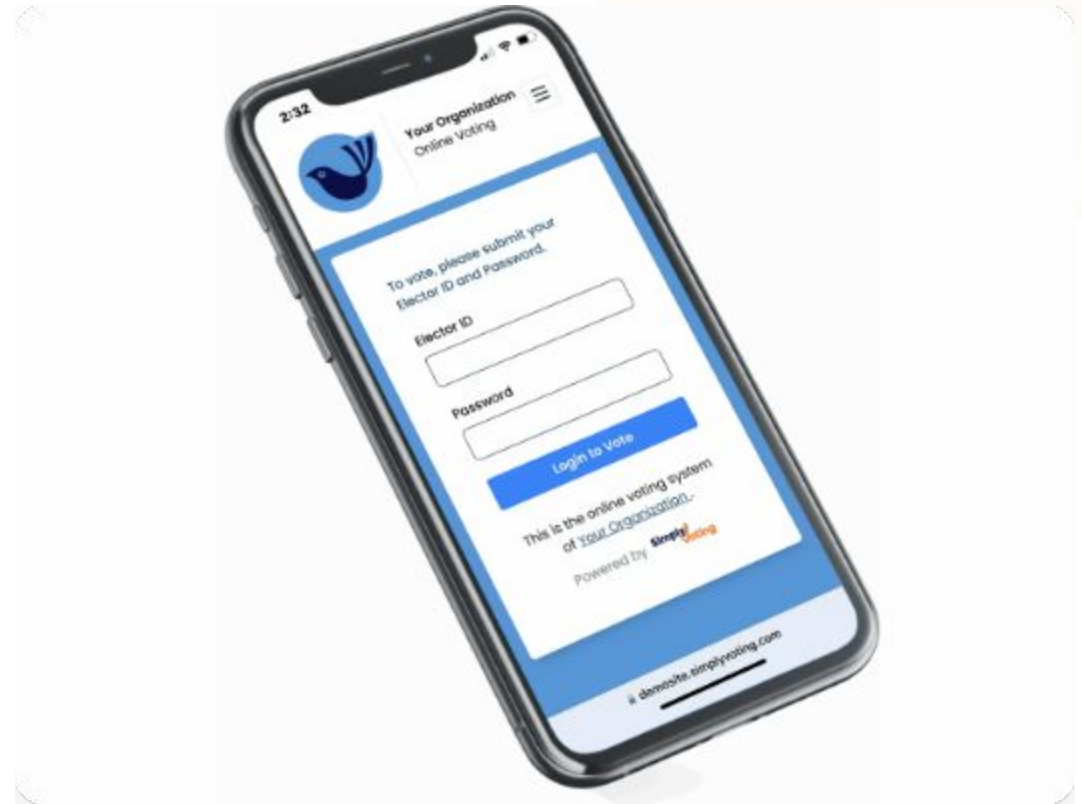 2:32
Your Organization
Online Voting
To vote, please submit your
Elector ID and Password.
Elector ID
Password
Login to Vote
This is the online voting system
of Your Organization.
Powered by Simply Voting
demosite.simplyvoting.com